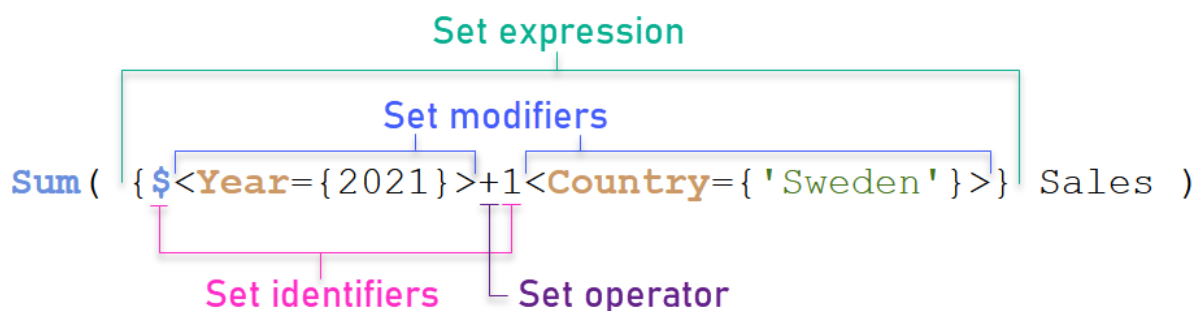 Set expression
Set modifiers
Sum( {$<Year={2021}>+1<Country={'Sweden'}>} Sales )
Set identifiers
Set operator